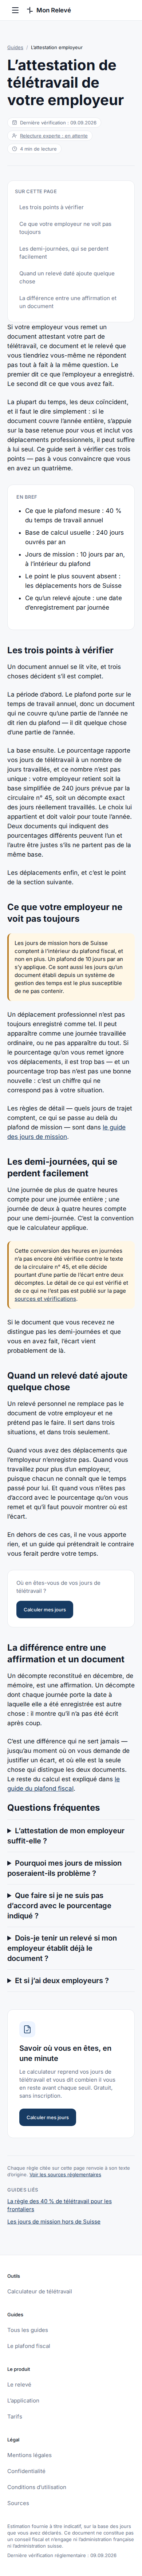 Mon Relevé
Guides / L'attestation employeur
L'attestation de
télétravail de
votre employeur
Dernière vérification : 09.09.2026
Relecture experte : en attente
4 min de lecture
SUR CETTE PAGE
Les trois points à vérifier
Ce que votre employeur ne voit pas
toujours
Les demi-journées, qui se perdent
facilement
Quand un relevé daté ajoute quelque
chose
La différence entre une affirmation et
un document
Si votre employeur vous remet un
document attestant votre part de
télétravail, ce document et le relevé que
vous tiendriez vous-même ne répondent
pas tout à fait à la même question. Le
premier dit ce que l'employeur a enregistré.
Le second dit ce que vous avez fait.
La plupart du temps, les deux coïncident,
et il faut le dire simplement : si le
document couvre l'année entière, s'appuie
sur la base retenue pour vous et inclut vos
déplacements professionnels, il peut suffire
à lui seul. Ce guide sert à vérifier ces trois
points — pas à vous convaincre que vous
en avez un quatrième.
EN BREF
Ce que le plafond mesure : 40 %
du temps de travail annuel
Base de calcul usuelle : 240 jours
ouvrés par an
Jours de mission : 10 jours par an,
à l'intérieur du plafond
Le point le plus souvent absent :
les déplacements hors de Suisse
Ce qu'un relevé ajoute : une date
d'enregistrement par journée
Les trois points à vérifier
Un document annuel se lit vite, et trois
choses décident s'il est complet.
La période d'abord. Le plafond porte sur le
temps de travail annuel, donc un document
qui ne couvre qu'une partie de l'année ne
dit rien du plafond — il dit quelque chose
d'une partie de l'année.
La base ensuite. Le pourcentage rapporte
vos jours de télétravail à un nombre de
jours travaillés, et ce nombre n'est pas
unique : votre employeur retient soit la
base simplifiée de 240 jours prévue par la
circulaire n° 45, soit un décompte exact
des jours réellement travaillés. Le choix lui
appartient et doit valoir pour toute l'année.
Deux documents qui indiquent des
pourcentages différents peuvent l'un et
l'autre être justes s'ils ne partent pas de la
même base.
Les déplacements enfin, et c'est le point de
la section suivante.
Ce que votre employeur ne
voit pas toujours
Les jours de mission hors de Suisse
comptent à l'intérieur du plafond fiscal, et
non en plus. Un plafond de 10 jours par an
s'y applique. Ce sont aussi les jours qu'un
document établi depuis un système de
gestion des temps est le plus susceptible
de ne pas contenir.
Un déplacement professionnel n'est pas
toujours enregistré comme tel. Il peut
apparaître comme une journée travaillée
ordinaire, ou ne pas apparaître du tout. Si
le pourcentage qu'on vous remet ignore
vos déplacements, il est trop bas — et un
pourcentage trop bas n'est pas une bonne
nouvelle : c'est un chiffre qui ne
correspond pas à votre situation.
Les règles de détail — quels jours de trajet
comptent, ce qui se passe au delà du
plafond de mission — sont dans le guide
des jours de mission.
Les demi-journées, qui se
perdent facilement
Une journée de plus de quatre heures
compte pour une journée entière ; une
journée de deux à quatre heures compte
pour une demi-journée. C'est la convention
que le calculateur applique.
Cette convention des heures en journées
n'a pas encore été vérifiée contre le texte
de la circulaire n° 45, et elle décide
pourtant d'une partie de l'écart entre deux
décomptes. Le détail de ce qui est vérifié et
de ce qui ne l'est pas est publié sur la page
sources et vérifications.
Si le document que vous recevez ne
distingue pas les demi-journées et que
vous en avez fait, l'écart vient
probablement de là.
Quand un relevé daté ajoute
quelque chose
Un relevé personnel ne remplace pas le
document de votre employeur et ne
prétend pas le faire. Il répond à trois
situations, et dans trois seulement.
Quand vous avez des déplacements que
l'employeur n'enregistre pas. Quand vous
travaillez pour plus d'un employeur,
puisque chacun ne connaît que le temps
passé pour lui. Et quand vous n'êtes pas
d'accord avec le pourcentage qu'on vous
remet et qu'il faut pouvoir montrer où est
l'écart.
En dehors de ces cas, il ne vous apporte
rien, et un guide qui prétendrait le contraire
vous ferait perdre votre temps.
Où en êtes-vous de vos jours de
télétravail ?
Calculer mes jours
La différence entre une
affirmation et un document
Un décompte reconstitué en décembre, de
mémoire, est une affirmation. Un décompte
dont chaque journée porte la date à
laquelle elle a été enregistrée est autre
chose : il montre qu'il n'a pas été écrit
après coup.
C'est une différence qui ne sert jamais —
jusqu'au moment où on vous demande de
justifier un écart, et où elle est la seule
chose qui distingue les deux documents.
Le reste du calcul est expliqué dans le
guide du plafond fiscal.
Questions fréquentes
L'attestation de mon employeur
suffit-elle ?
Pourquoi mes jours de mission
poseraient-ils problème ?
Que faire si je ne suis pas
d'accord avec le pourcentage
indiqué ?
Dois-je tenir un relevé si mon
employeur établit déjà le
document ?
Et si j'ai deux employeurs ?
Savoir où vous en êtes, en
une minute
Le calculateur reprend vos jours de
télétravail et vous dit combien il vous
en reste avant chaque seuil. Gratuit,
sans inscription.
Calculer mes jours
Chaque règle citée sur cette page renvoie à son texte
d'origine. Voir les sources réglementaires
GUIDES LIÉS
La règle des 40 % de télétravail pour les
frontaliers
Les jours de mission hors de Suisse
Outils
Calculateur de télétravail
Guides
Tous les guides
Le plafond fiscal
Le produit
Le relevé
L'application
Tarifs
Légal
Mentions légales
Confidentialité
Conditions d'utilisation
Sources
Estimation fournie à titre indicatif, sur la base des jours
que vous avez déclarés. Ce document ne constitue pas
un conseil fiscal et n'engage ni l'administration française
ni l'administration suisse.
Dernière vérification réglementaire : 09.09.2026